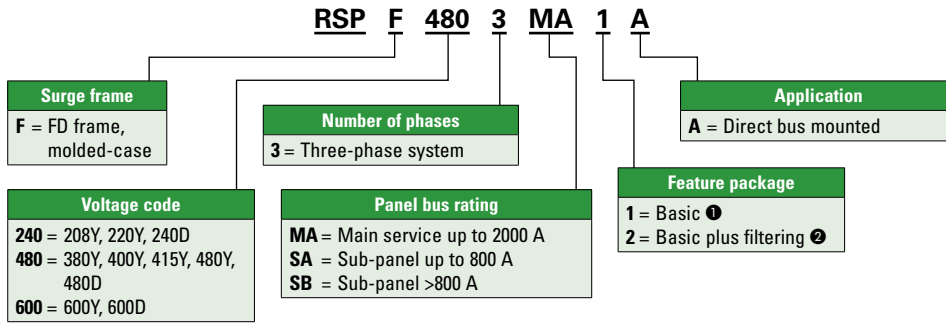 RSP F 480 3 MA 1 A
Surge frame
F = FD frame,
molded-case
Number of phases
3 = Three-phase system
Application
A = Direct bus mounted
Voltage code
240 = 208Y, 220Y, 240D
480 = 380Y, 400Y, 415Y, 480Y,
480D
600 = 600Y, 600D
Panel bus rating
MA = Main service up to 2000 A
SA = Sub-panel up to 800 A
SB = Sub-panel >800 A
Feature package
1 = Basic ❶
2 = Basic plus filtering ❷